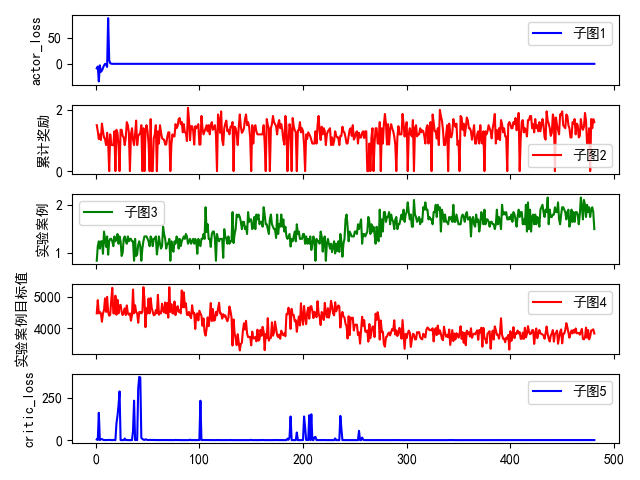 actor_loss
50
0
子图1
累计奖励
2
0
子图2
实验案例
2
1
子图3
实验案例目标值
5000
4000
子图4
critic_loss
250
0
子图5
0 100 200 300 400 500